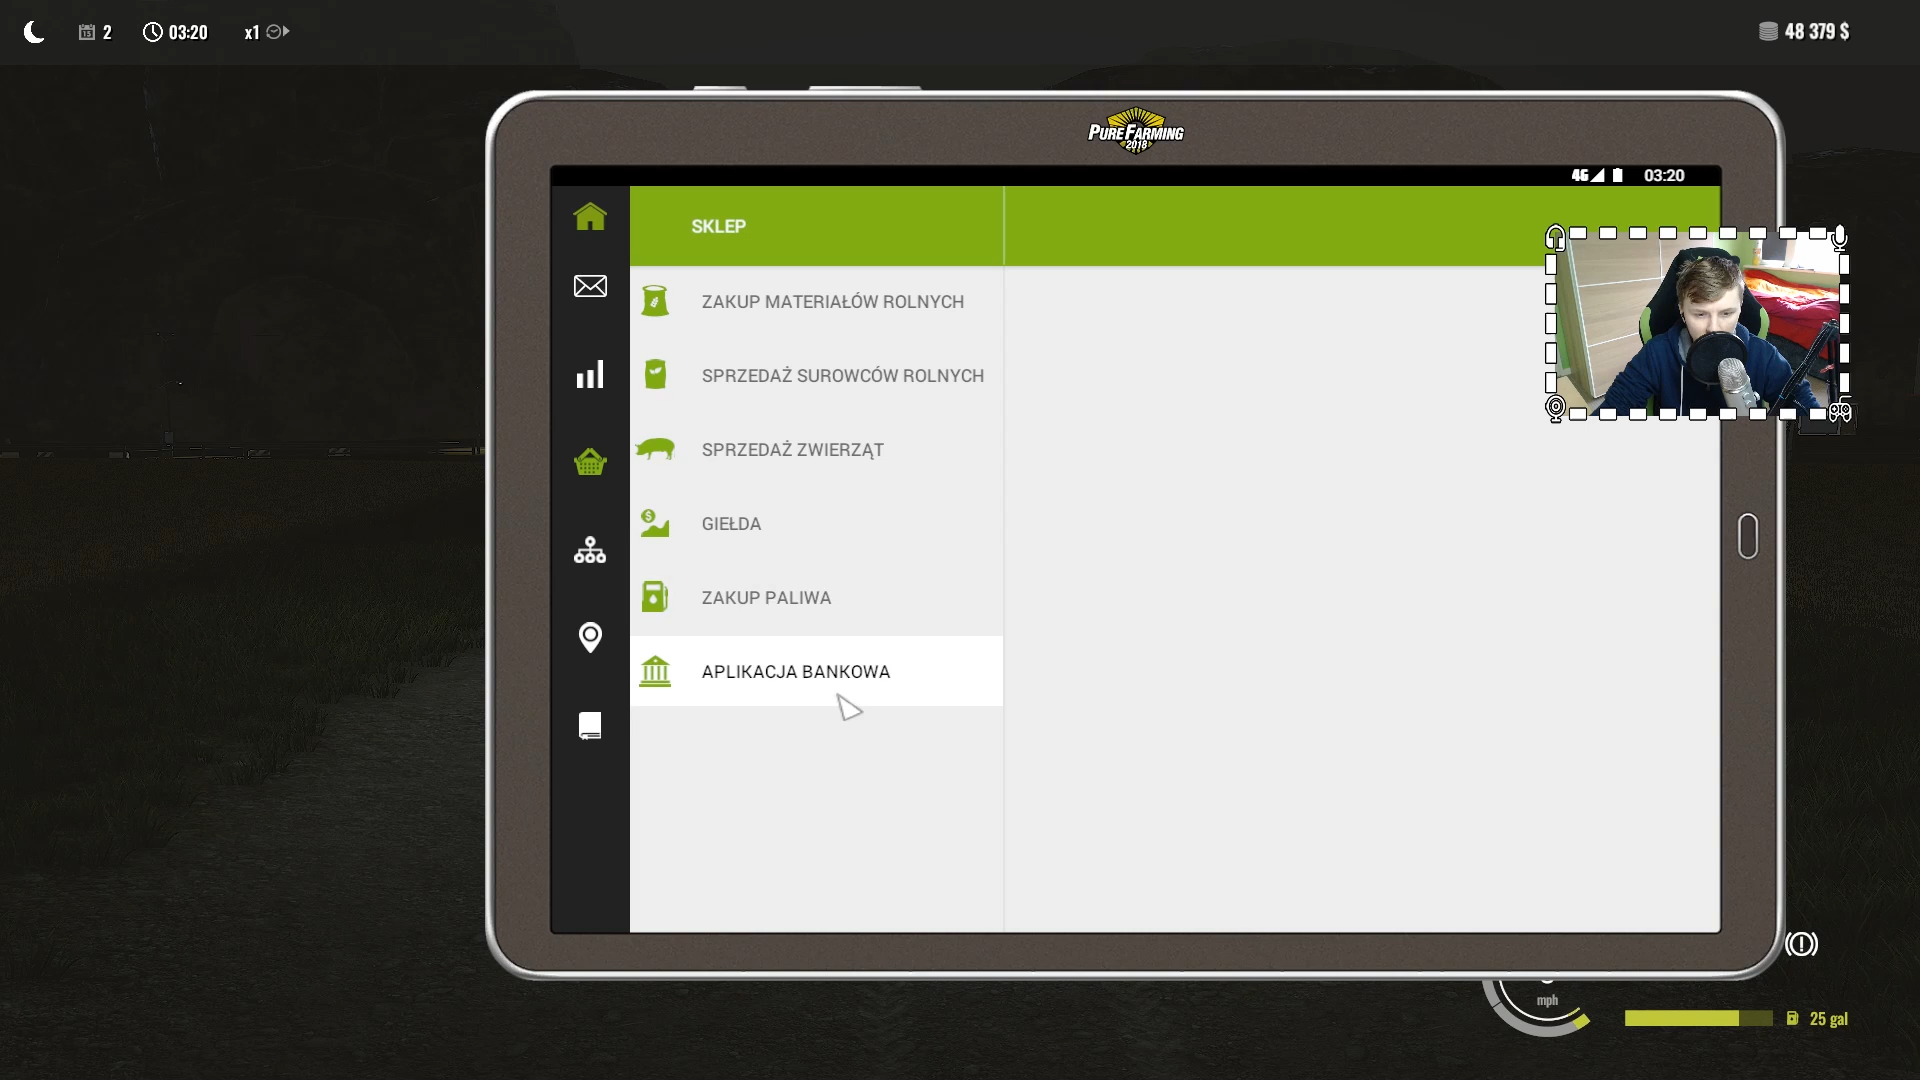 2
03:20
x1
48 379 $
PURE FARMING
2018
4G
03:20
SKLEP
ZAKUP MATERIAŁÓW ROLNYCH
SPRZEDAŻ SUROWCÓW ROLNYCH
SPRZEDAŻ ZWIERZĄT
GIEŁDA
ZAKUP PALIWA
APLIKACJA BANKOWA
mph
25 gal